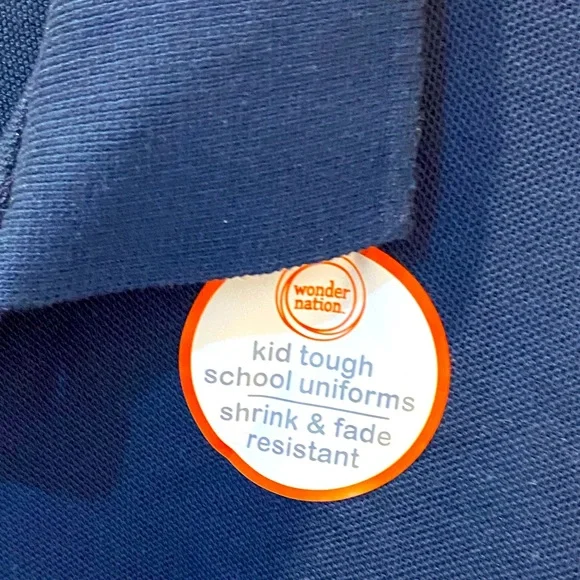 wonder
nation.
kid tough
school uniforms
shrink & fade
resistant